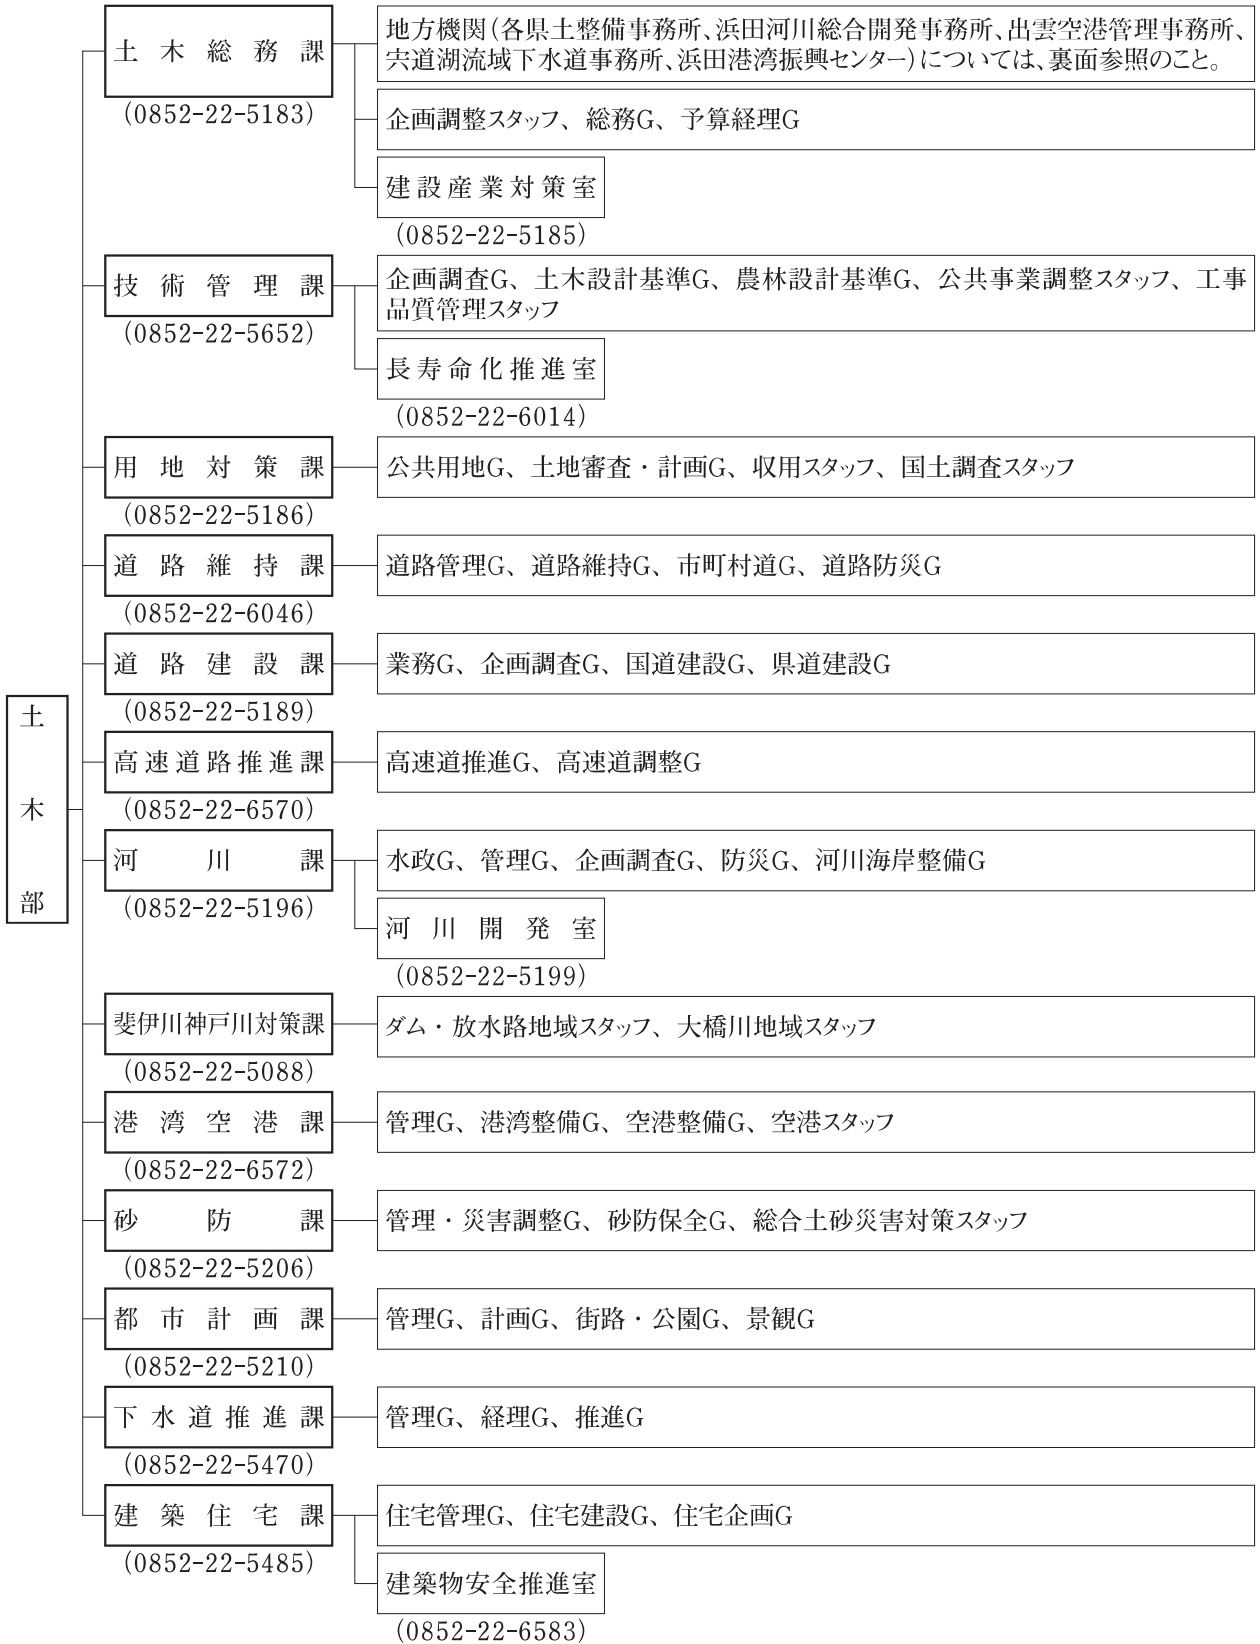 土木部
土木総務課
(0852-22-5183)
地方機関(各県土整備事務所、浜田河川総合開発事務所、出雲空港管理事務所、
宍道湖流域下水道事務所、浜田港湾振興センター)については、裏面参照のこと。
企画調整スタッフ、総務G、予算経理G
建設産業対策室
(0852-22-5185)
技術管理課
(0852-22-5652)
企画調査G、土木設計基準G、農林設計基準G、公共事業調整スタッフ、工事
品質管理スタッフ
長寿命化推進室
(0852-22-6014)
用地対策課
(0852-22-5186)
公共用地G、土地審査・計画G、収用スタッフ、国土調査スタッフ
道路維持課
(0852-22-6046)
道路管理G、道路維持G、市町村道G、道路防災G
道路建設課
(0852-22-5189)
業務G、企画調査G、国道建設G、県道建設G
高速道路推進課
(0852-22-6570)
高速道推進G、高速道調整G
河川課
(0852-22-5196)
水政G、管理G、企画調査G、防災G、河川海岸整備G
河川開発室
(0852-22-5199)
斐伊川神戸川対策課
(0852-22-5088)
ダム・放水路地域スタッフ、大橋川地域スタッフ
港湾空港課
(0852-22-6572)
管理G、港湾整備G、空港整備G、空港スタッフ
砂防課
(0852-22-5206)
管理・災害調整G、砂防保全G、総合土砂災害対策スタッフ
都市計画課
(0852-22-5210)
管理G、計画G、街路・公園G、景観G
下水道推進課
(0852-22-5470)
管理G、経理G、推進G
建築住宅課
(0852-22-5485)
住宅管理G、住宅建設G、住宅企画G
建築物安全推進室
(0852-22-6583)